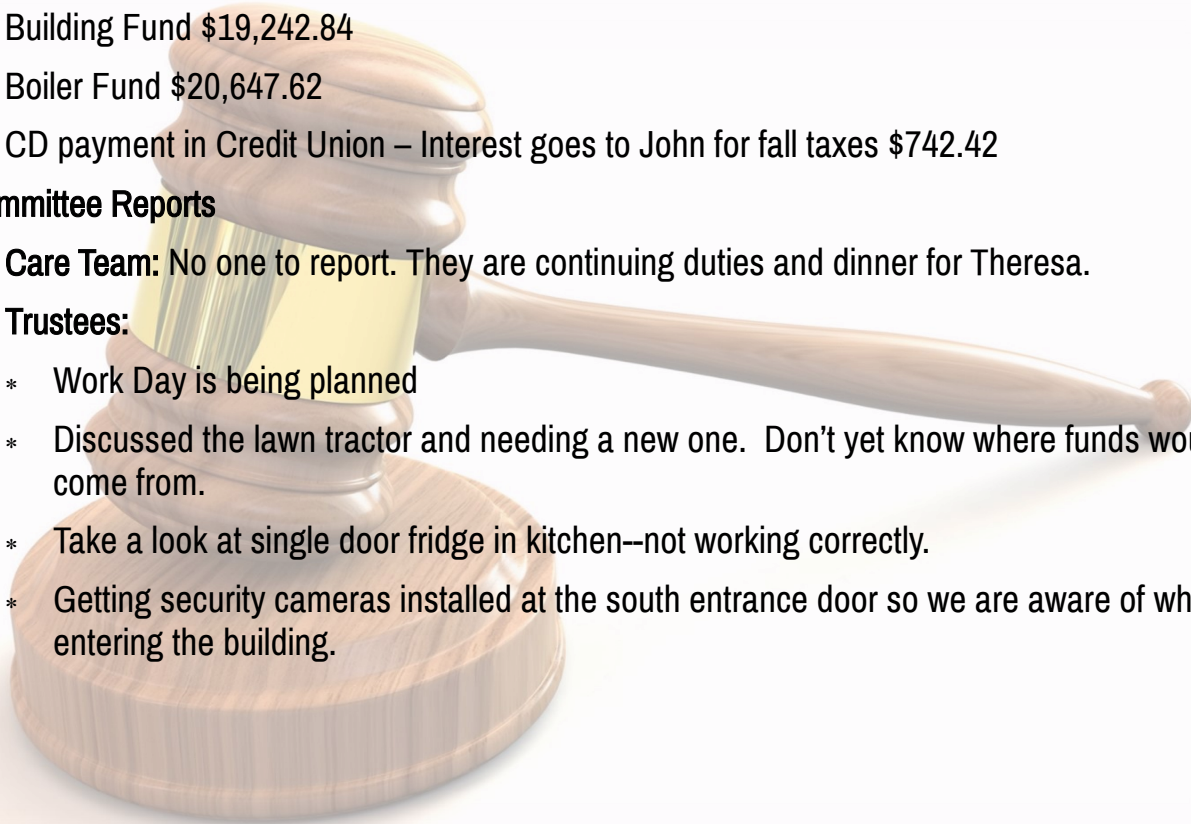 Building Fund $19,242.84
Boiler Fund $20,647.62
CD payment in Credit Union – Interest goes to John for fall taxes $742.42
mmittee Reports
Care Team: No one to report. They are continuing duties and dinner for Theresa.
Trustees:
* Work Day is being planned
* Discussed the lawn tractor and needing a new one.  Don’t yet know where funds wou
come from.
* Take a look at single door fridge in kitchen--not working correctly.
* Getting security cameras installed at the south entrance door so we are aware of wh
entering the building.